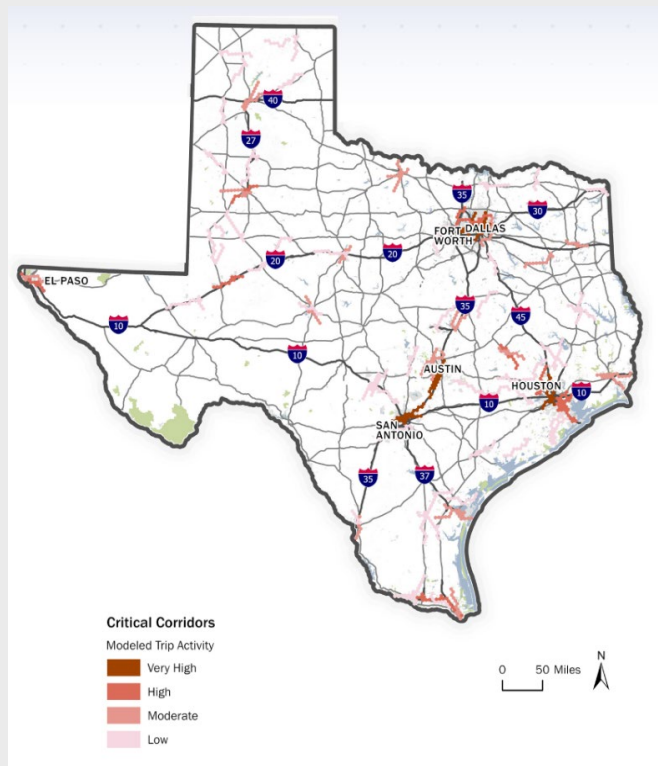 40
27
35
30
FORT WORTH
DALLAS
20
20
EL PASO
35
45
10
10
AUSTIN
HOUSTON
10
10
SAN ANTONIO
35
37
Critical Corridors
Modeled Trip Activity
Very High
High
Moderate
Low
0 50 Miles
N